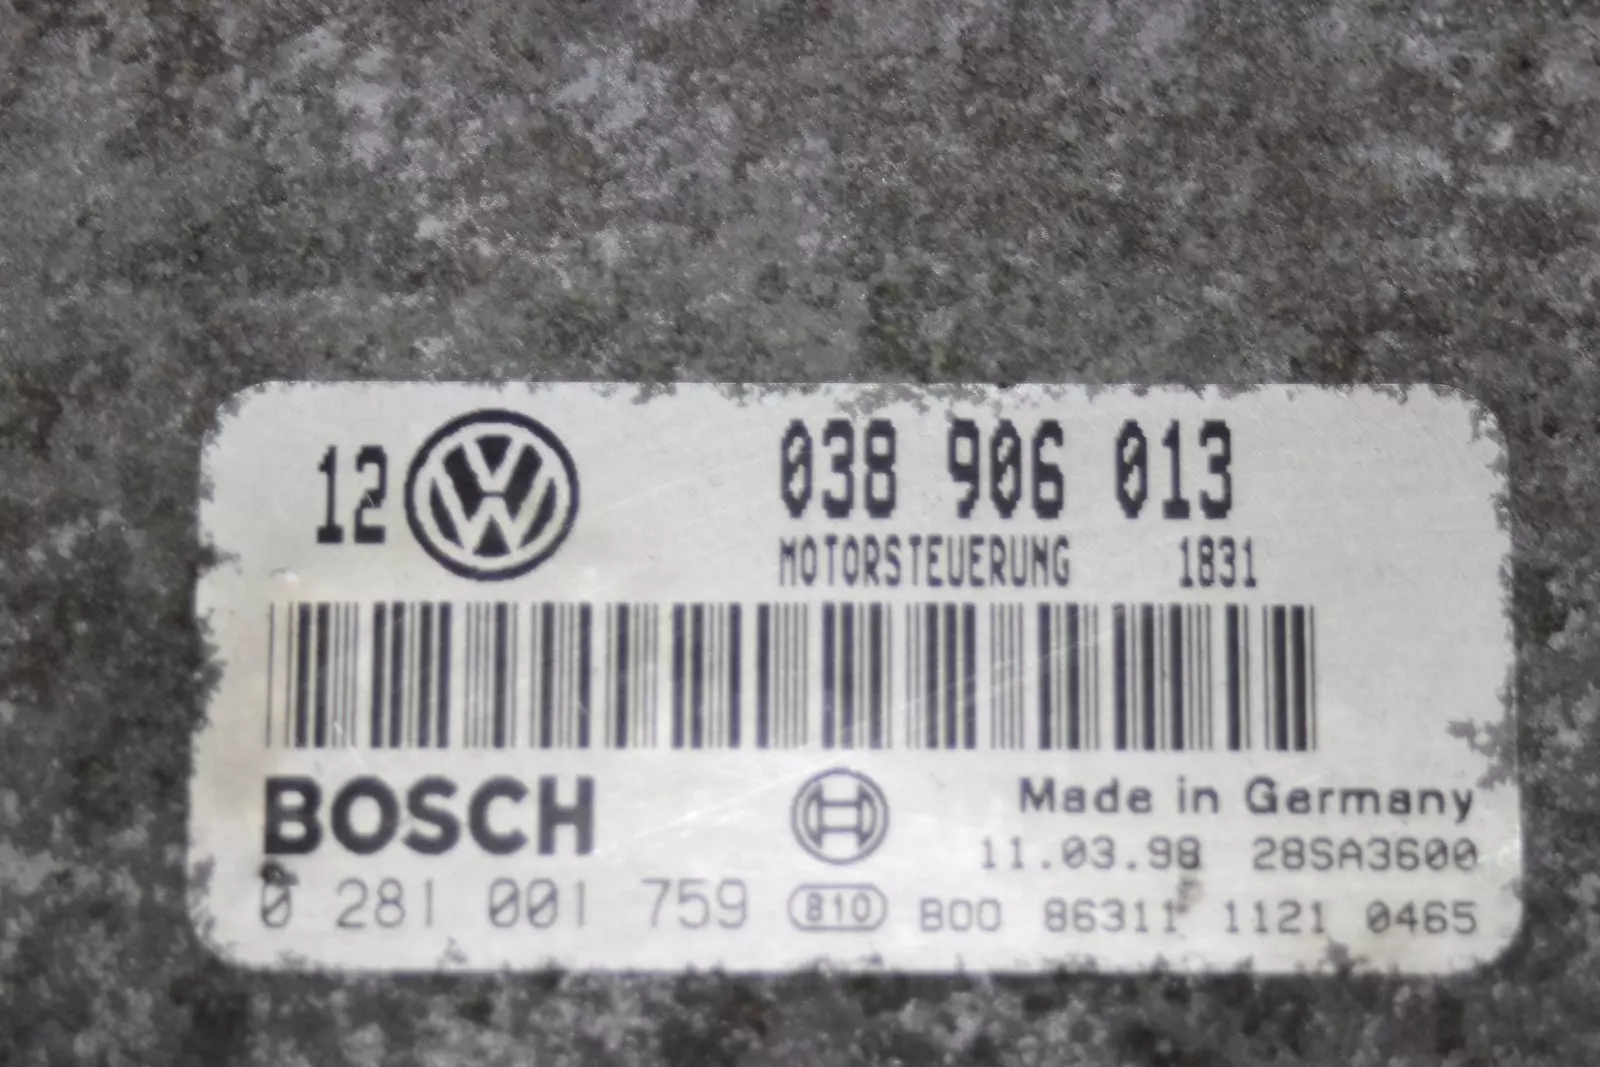 12 038 906 013
MOTORSTEUERUNG 1831
BOSCH Made in Germany
11.03.98 28SA3600
0 281 001 759 810 B00 86311 1121 0465